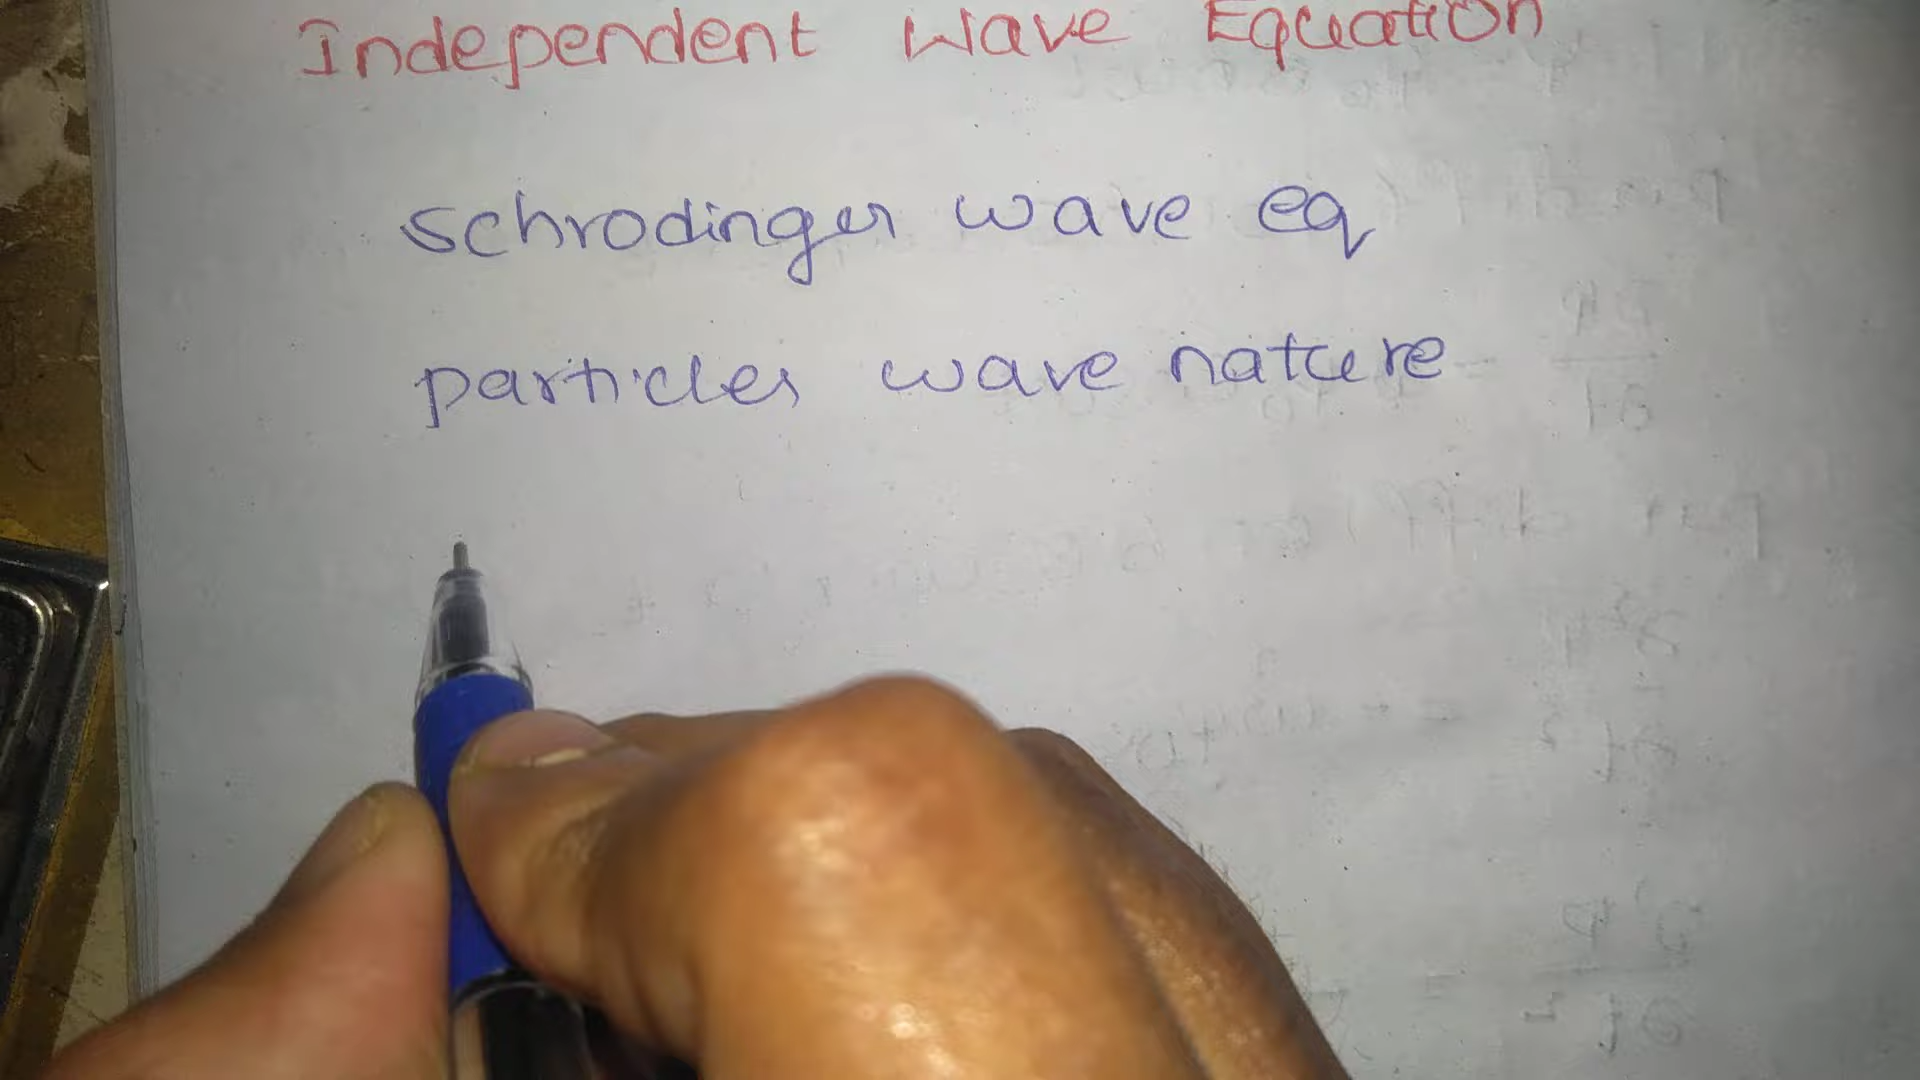 Independent Wave Equation
schrodinger wave eq
particles wave nature